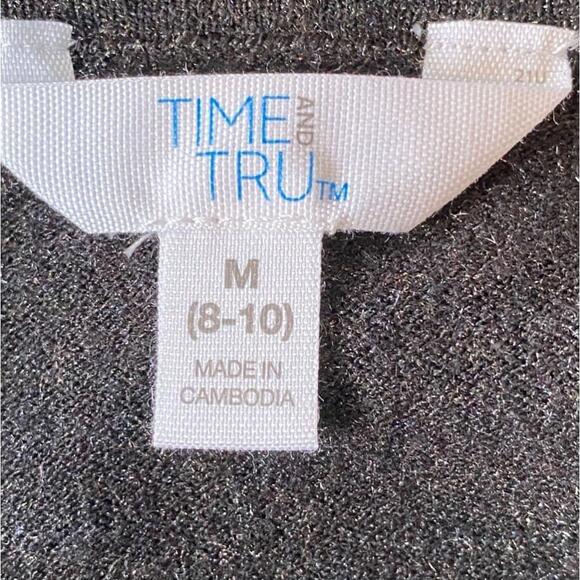 TIME AND
TRU™
M
(8-10)
MADE IN
CAMBODIA